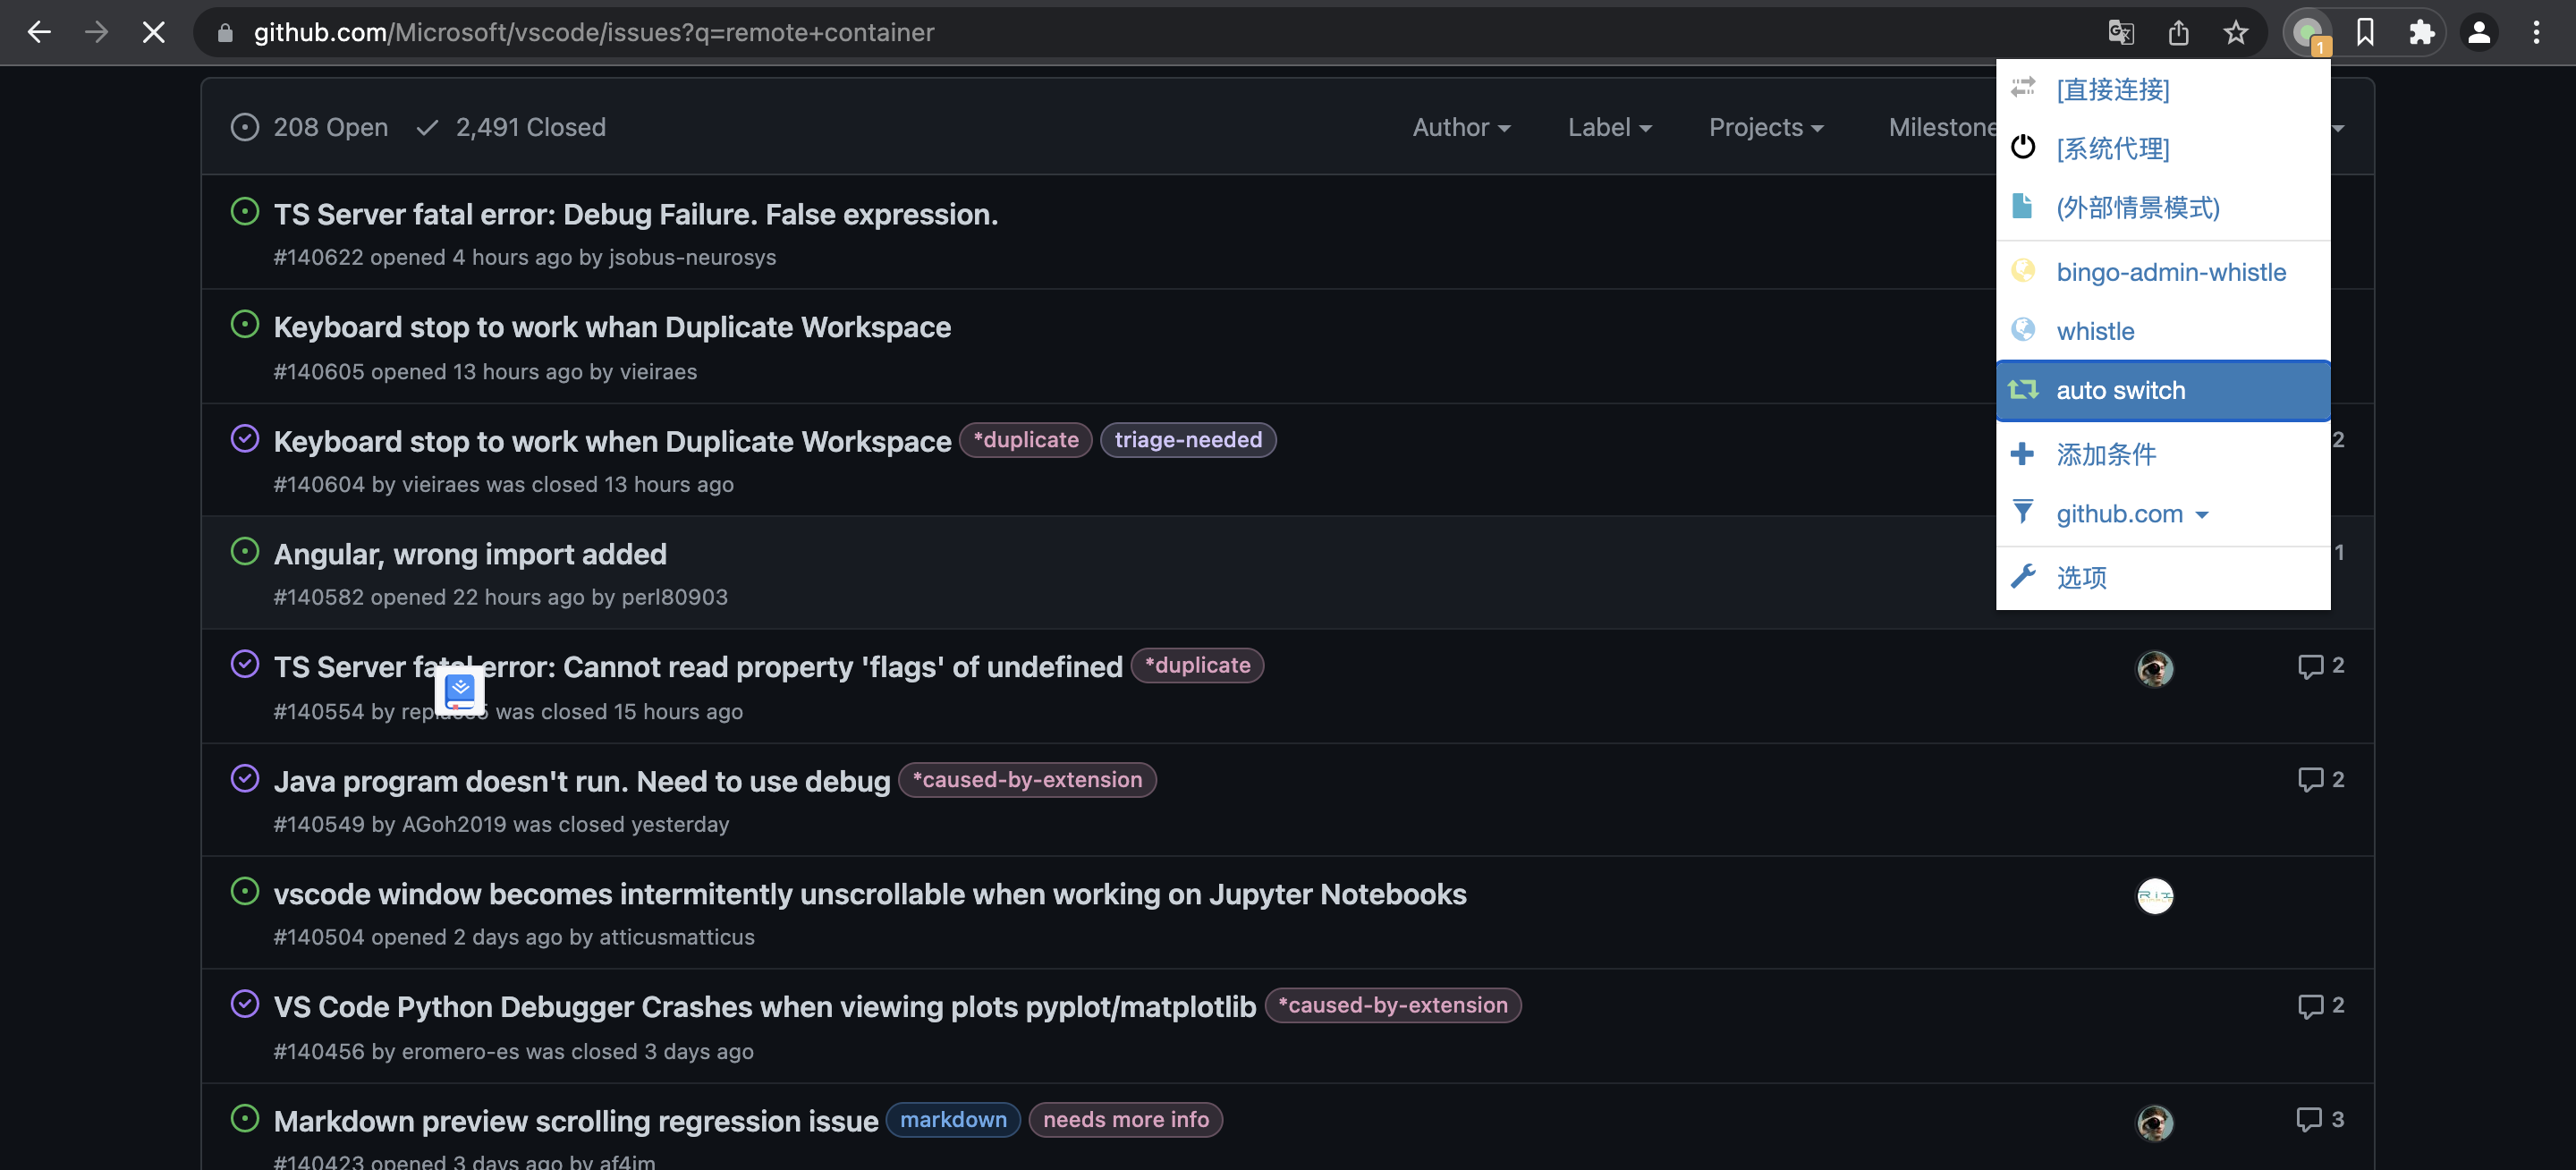 github.com/Microsoft/vscode/issues?q=remote+container
1
208 Open 2,491 Closed
Author Label Projects Milestone
TS Server fatal error: Debug Failure. False expression.
#140622 opened 4 hours ago by jsobus-neurosys
Keyboard stop to work whan Duplicate Workspace
#140605 opened 13 hours ago by vieiraes
Keyboard stop to work when Duplicate Workspace *duplicate triage-needed 2
#140604 by vieiraes was closed 13 hours ago
Angular, wrong import added 1
#140582 opened 22 hours ago by perl80903
TS Server fatal error: Cannot read property 'flags' of undefined *duplicate 2
#140554 by was closed 15 hours ago
Java program doesn't run. Need to use debug *caused-by-extension 2
#140549 by AGoh2019 was closed yesterday
vscode window becomes intermitently unscrollable when working on Jupyter Notebooks
#140504 opened 2 days ago by atticusmatticus
VS Code Python Debugger Crashes when viewing plots pyplot/matplotlib *caused-by-extension 2
#140456 by eromero-es was closed 3 days ago
Markdown preview scrolling regression issue markdown needs more info 3
#140423 opened 3 days ago by af4jm
[直接连接]
[系统代理]
(外部情景模式)
bingo-admin-whistle
whistle
auto switch
添加条件
github.com
选项